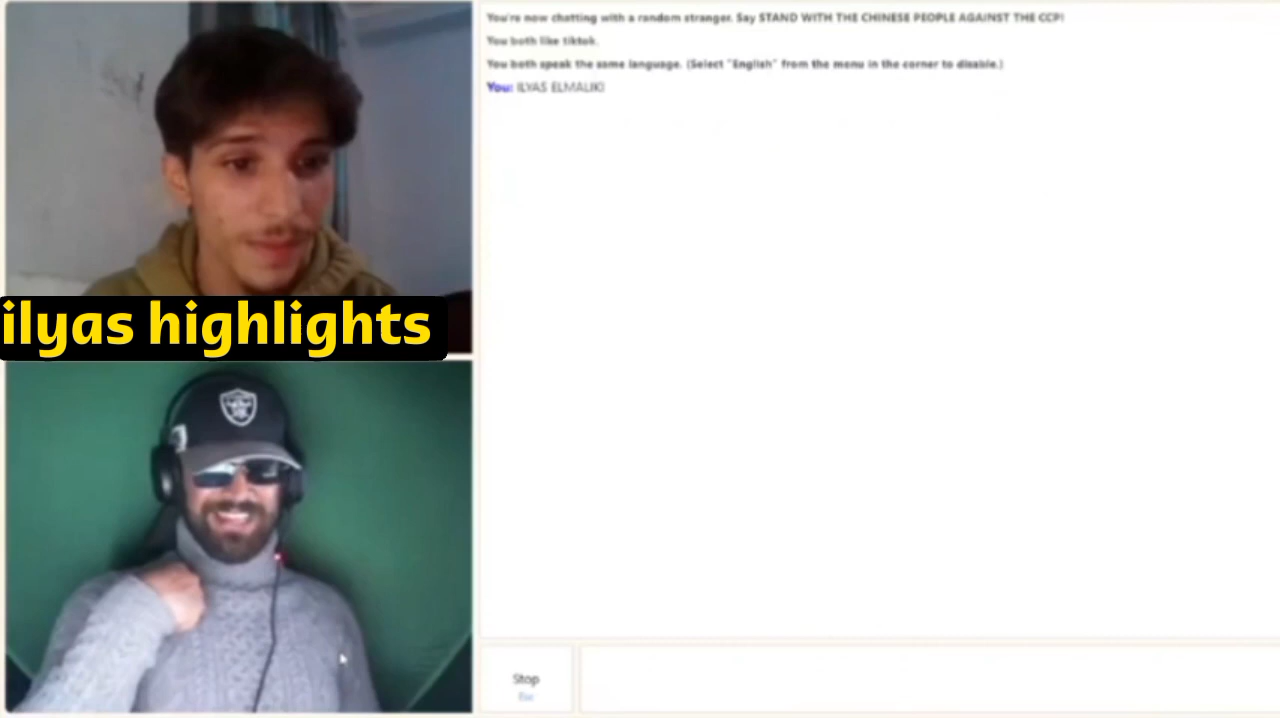 You're now chatting with a random stranger. Say STAND WITH THE CHINESE PEOPLE AGAINST THE CCP!
You both like tiktok.
You both speak the same language. (Select "English" from the menu in the corner to disable.)
You: ILYAS ELMALIKI
ilyas highlights
Stop
Esc